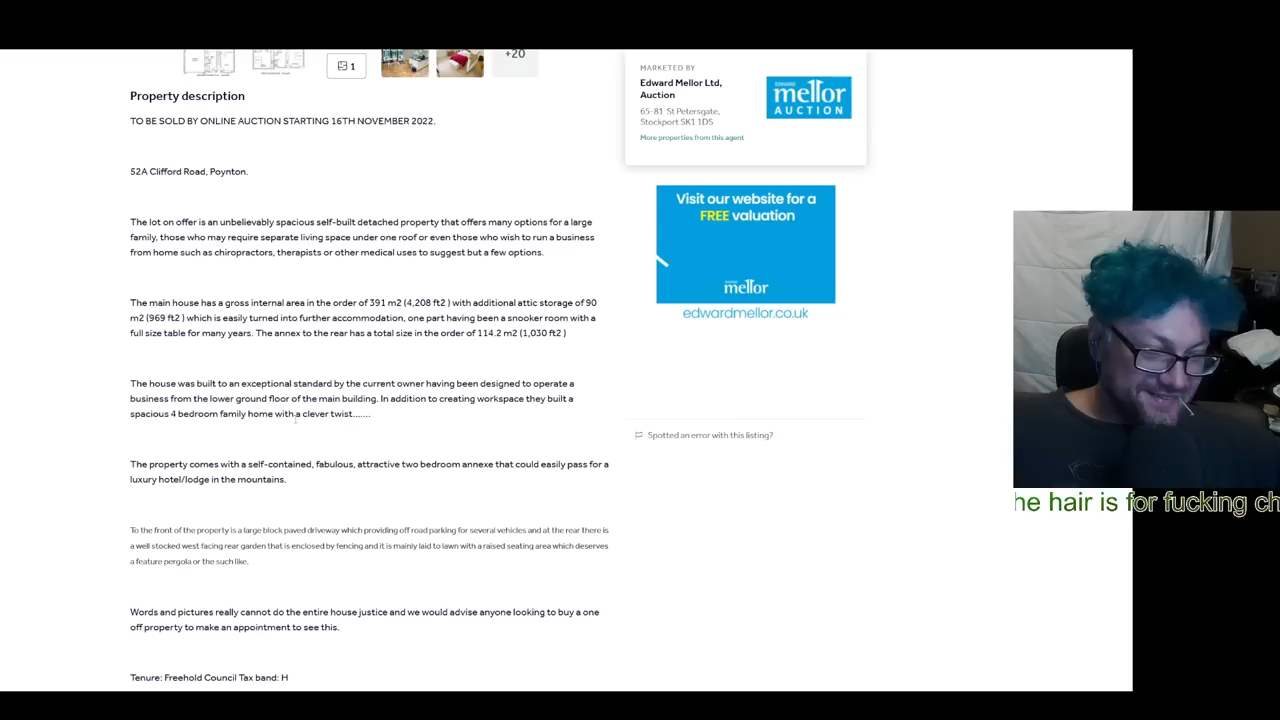 +20
1
Property description
TO BE SOLD BY ONLINE AUCTION STARTING 16TH NOVEMBER 2022.
52A Clifford Road, Poynton.
The lot on offer is an unbelievably spacious self-built detached property that offers many options for a large
family, those who may require separate living space under one roof or even those who wish to run a business
from home such as chiropractors, therapists or other medical uses to suggest but a few options.
The main house has a gross internal area in the order of 391 m2 (4,208 ft2 ) with additional attic storage of 90
m2 (969 ft2 ) which is easily turned into further accommodation, one part having been a snooker room with a
full size table for many years. The annex to the rear has a total size in the order of 114.2 m2 (1,030 ft2 )
The house was built to an exceptional standard by the current owner having been designed to operate a
business from the lower ground floor of the main building. In addition to creating workspace they built a
spacious 4 bedroom family home with a clever twist.......
The property comes with a self-contained, fabulous, attractive two bedroom annexe that could easily pass for a
luxury hotel/lodge in the mountains.
To the front of the property is a large block paved driveway which providing off road parking for several vehicles and at the rear there is
a well stocked west facing rear garden that is enclosed by fencing and it is mainly laid to lawn with a raised seating area which deserves
a feature pergola or the such like.
Words and pictures really cannot do the entire house justice and we would advise anyone looking to buy a one
off property to make an appointment to see this.
Tenure: Freehold Council Tax band: H
MARKETED BY
Edward Mellor Ltd,
Auction
65-81 St Petersgate,
Stockport SK1 1DS
More properties from this agent
EDWARD
mellor
AUCTION
Visit our website for a
FREE valuation
mellor
edwardmellor.co.uk
Spotted an error with this listing?
he hair is for fucking ch